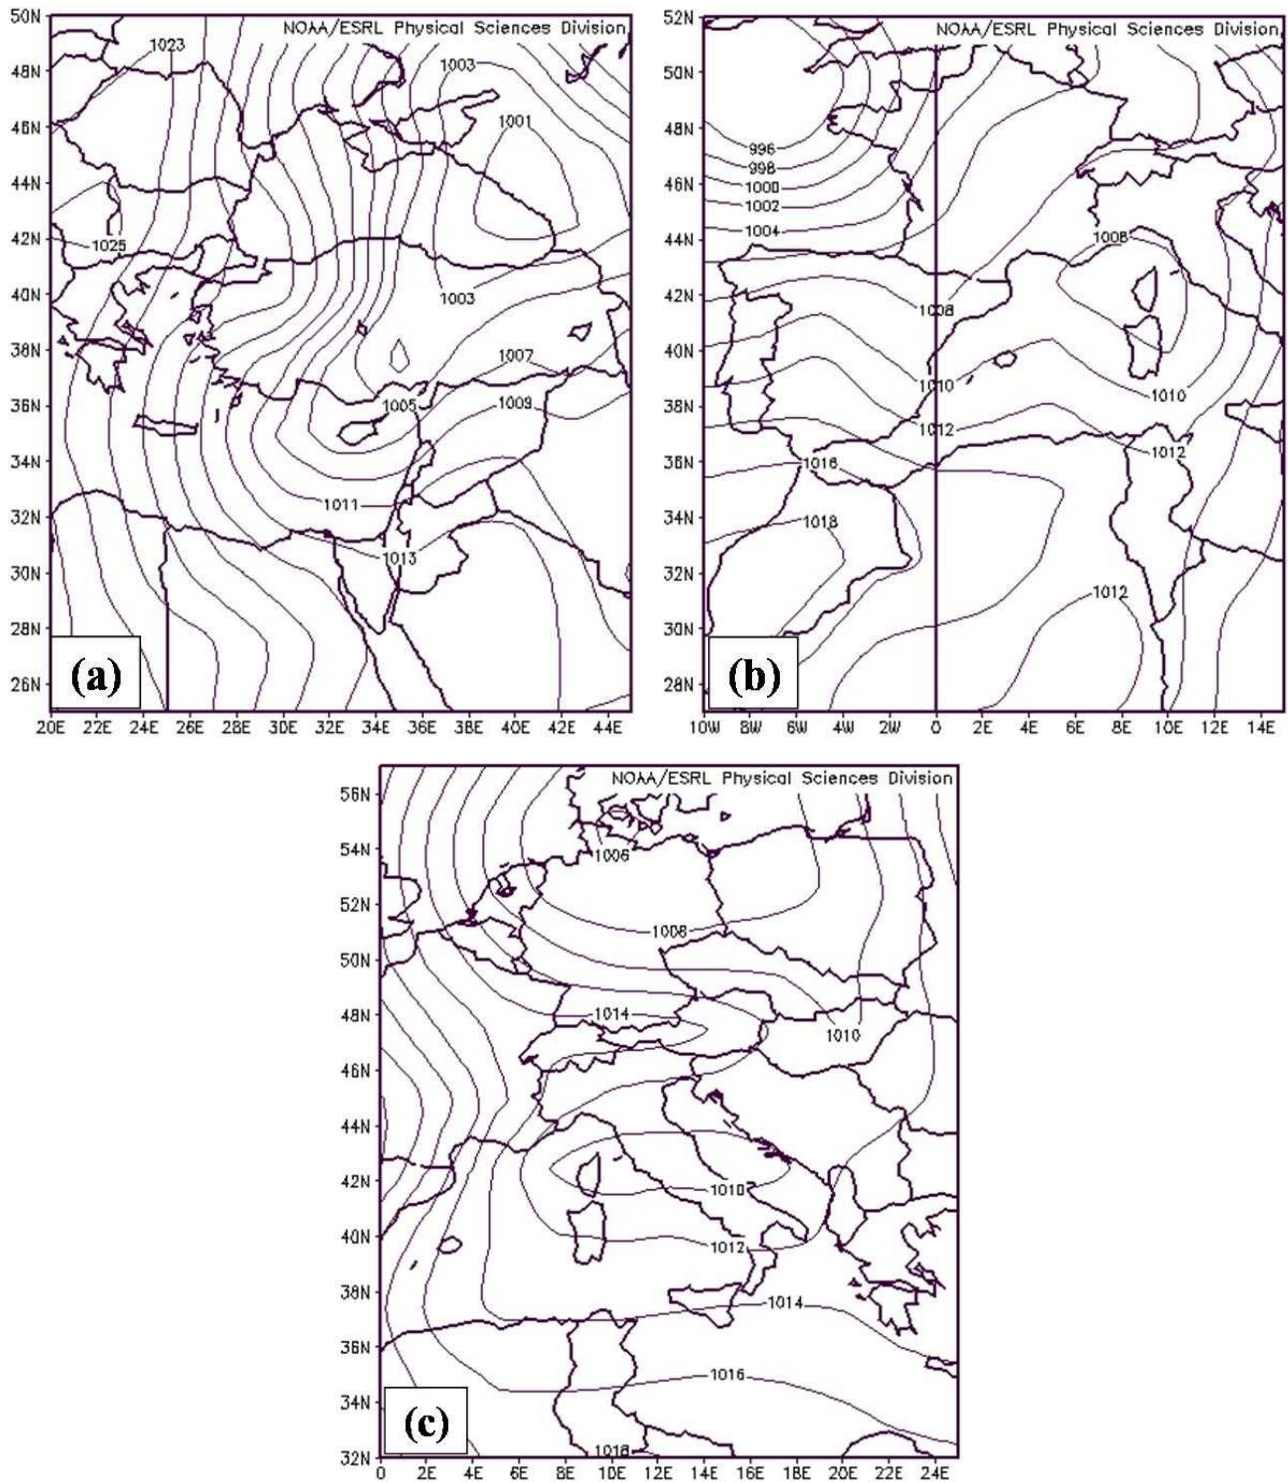 50N
NOAA/ESRL Physical Sciences Division
1023
48N
1003
46N
1001
44N
1025
42N
40N
1003
38N
1007
36N
1005
1009
34N
1011
32N
1013
30N
28N
(a)
26N
20E 22E 24E 26E 28E 30E 32E 34E 36E 38E 40E 42E 44E
52N
NOAA/ESRL Physical Sciences Division
50N
48N
996
998
46N
1000
1002
1004
44N
1008
42N
1008
40N
1010
1010
38N
1012
1012
36N
1016
34N
1018
32N
1012
30N
28N
(b)
10W 8W 6W 4W 2W 0 2E 4E 6E 8E 10E 12E 14E
NOAA/ESRL Physical Sciences Division
56N
54N
1006
52N
1008
50N
48N
1014
1010
46N
44N
42N
1010
40N
1012
38N
1014
36N
1016
34N
(c)
32N
1018
0 2E 4E 6E 8E 10E 12E 14E 16E 18E 20E 22E 24E